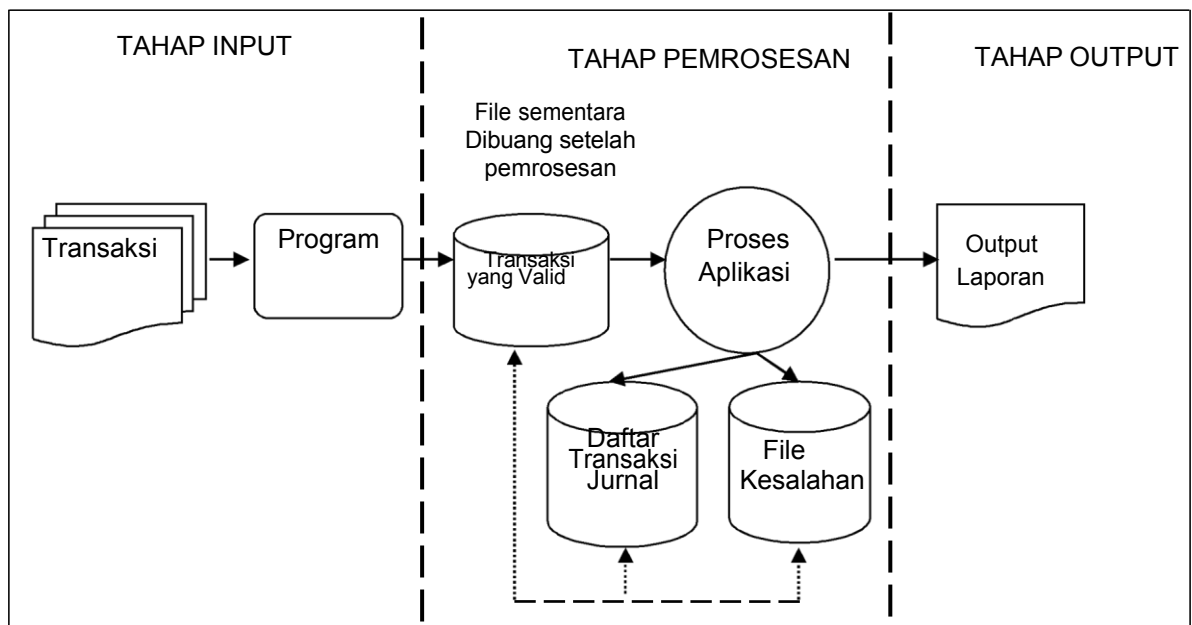 TAHAP INPUT
TAHAP PEMROSESAN
TAHAP OUTPUT
File sementara
Dibuang setelah
pemrosesan
Transaksi
Program
Transaksi
yang Valid
Proses
Aplikasi
Output
Laporan
Daftar
Transaksi
Jurnal
File
Kesalahan